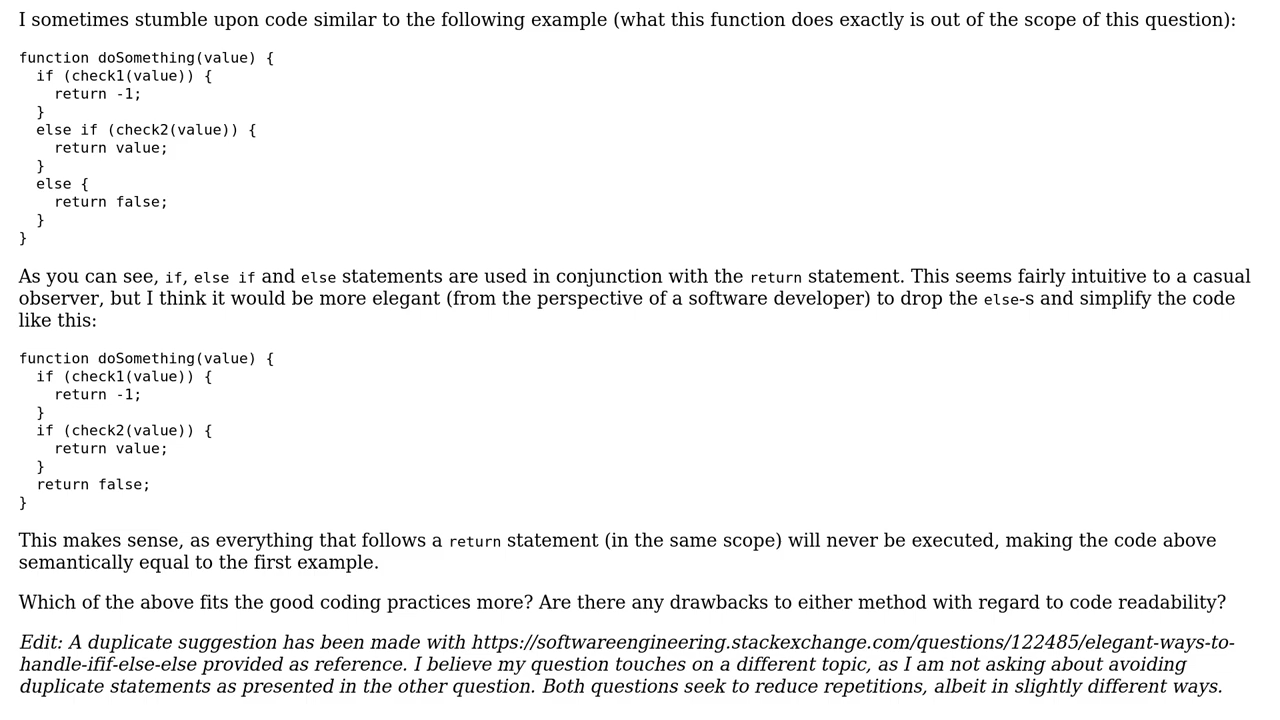 I sometimes stumble upon code similar to the following example (what this function does exactly is out of the scope of this question):
function doSomething(value) {
  if (check1(value)) {
    return -1;
  }
  else if (check2(value)) {
    return value;
  }
  else {
    return false;
  }
}
As you can see, if, else if and else statements are used in conjunction with the return statement. This seems fairly intuitive to a casual
observer, but I think it would be more elegant (from the perspective of a software developer) to drop the else-s and simplify the code
like this:
function doSomething(value) {
  if (check1(value)) {
    return -1;
  }
  if (check2(value)) {
    return value;
  }
  return false;
}
This makes sense, as everything that follows a return statement (in the same scope) will never be executed, making the code above
semantically equal to the first example.
Which of the above fits the good coding practices more? Are there any drawbacks to either method with regard to code readability?
Edit: A duplicate suggestion has been made with https://softwareengineering.stackexchange.com/questions/122485/elegant-ways-to-
handle-ifif-else-else provided as reference. I believe my question touches on a different topic, as I am not asking about avoiding
duplicate statements as presented in the other question. Both questions seek to reduce repetitions, albeit in slightly different ways.